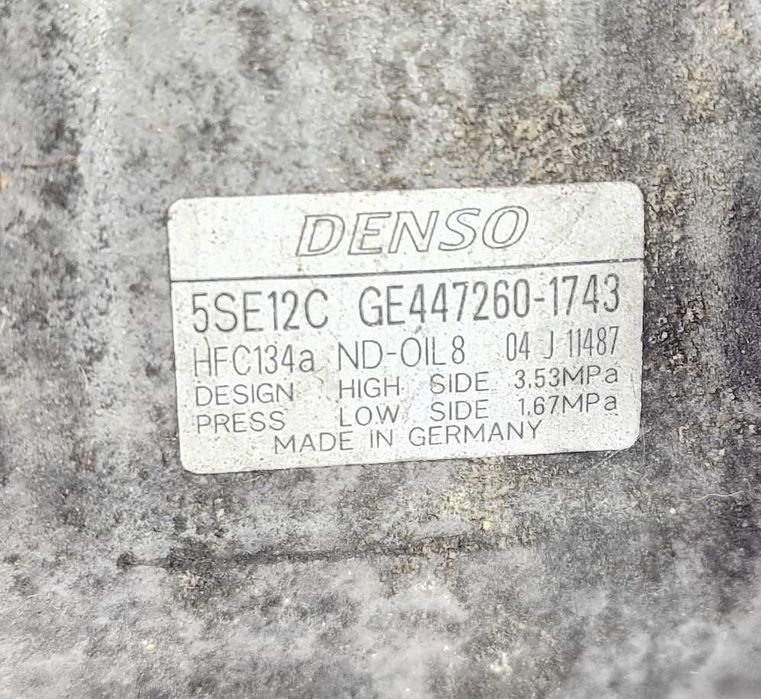 DENSO
5SE12C GE447260-1743
HFC134a ND-OIL8 04 J 11487
DESIGN HIGH SIDE 3.53MPa
PRESS LOW SIDE 1.67MPa
MADE IN GERMANY